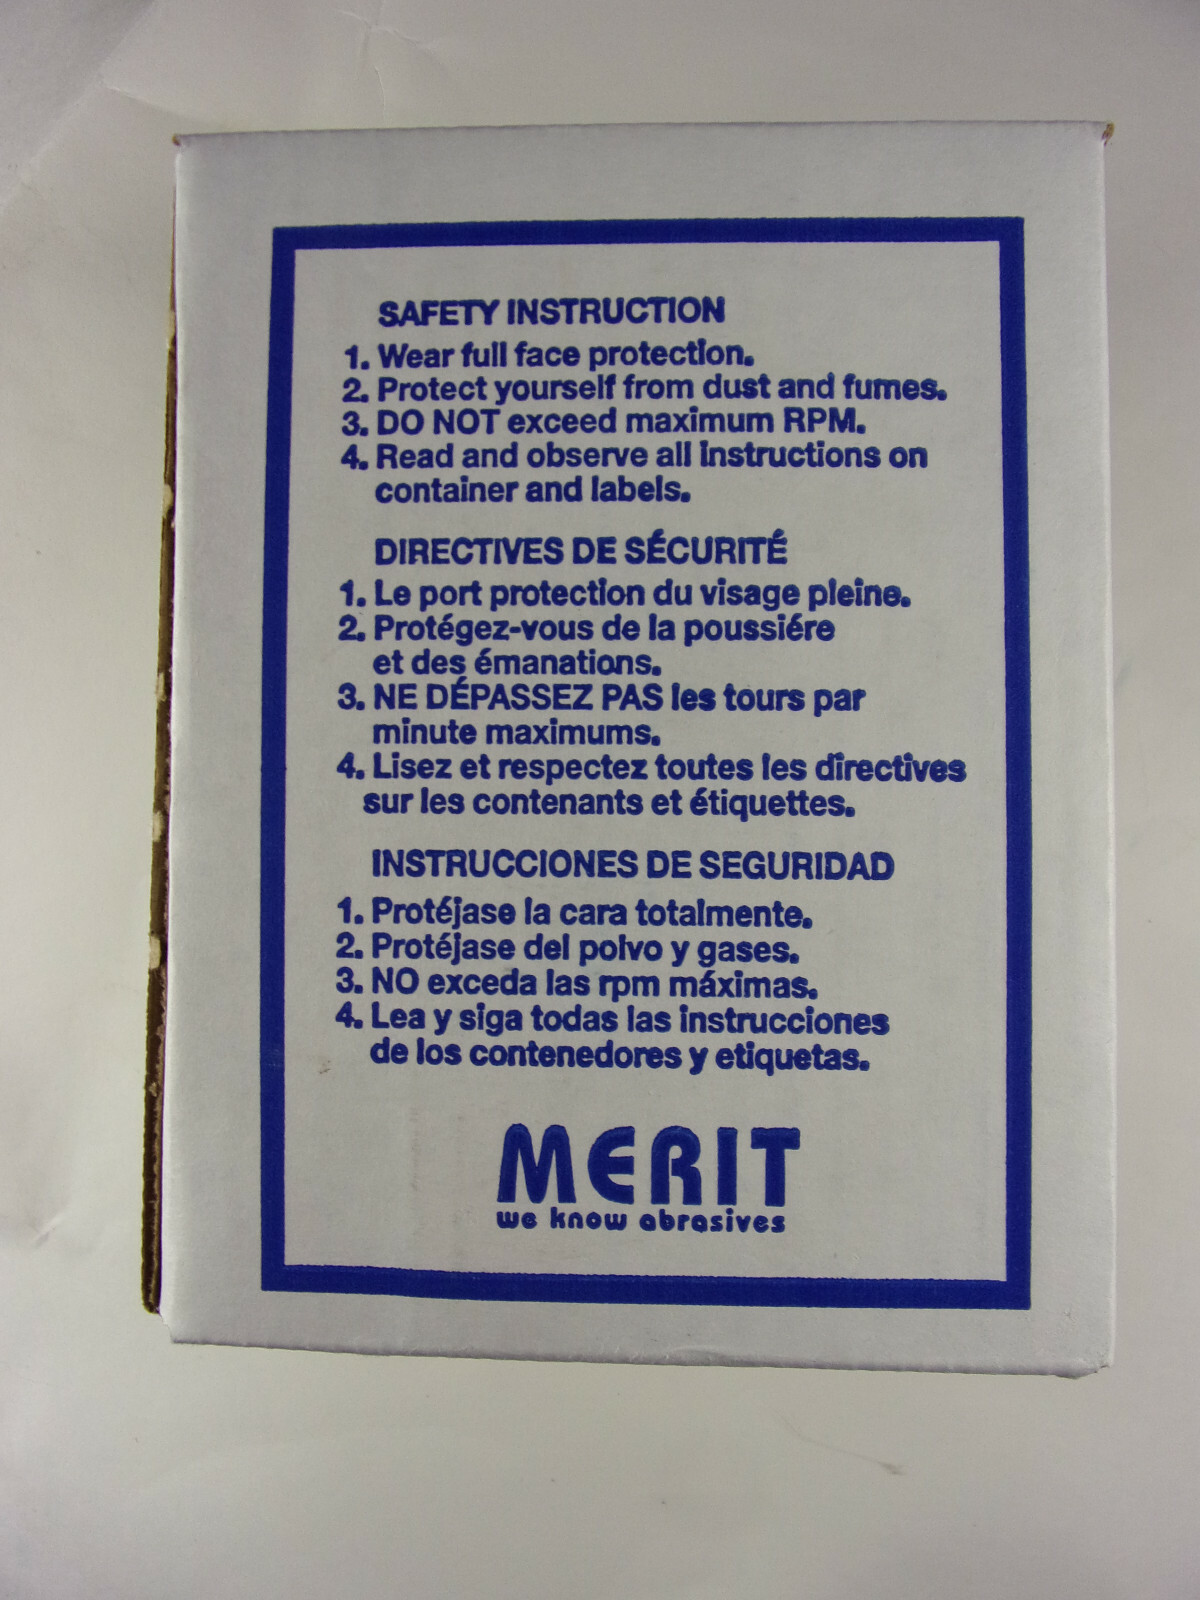 SAFETY INSTRUCTION
1. Wear full face protection.
2. Protect yourself from dust and fumes.
3. DO NOT exceed maximum RPM.
4. Read and observe all instructions on
container and labels.
DIRECTIVES DE SÉCURITÉ
1. Le port protection du visage pleine.
2. Protégez-vous de la poussiére
et des émanations.
3. NE DÉPASSEZ PAS les tours par
minute maximums.
4. Lisez et respectez toutes les directives
sur les contenants et étiquettes.
INSTRUCCIONES DE SEGURIDAD
1. Protéjase la cara totalmente.
2. Protéjase del polvo y gases.
3. NO exceda las rpm máximas.
4. Lea y siga todas las instrucciones
de los contenedores y etiquetas.
MERIT
we know abrasives